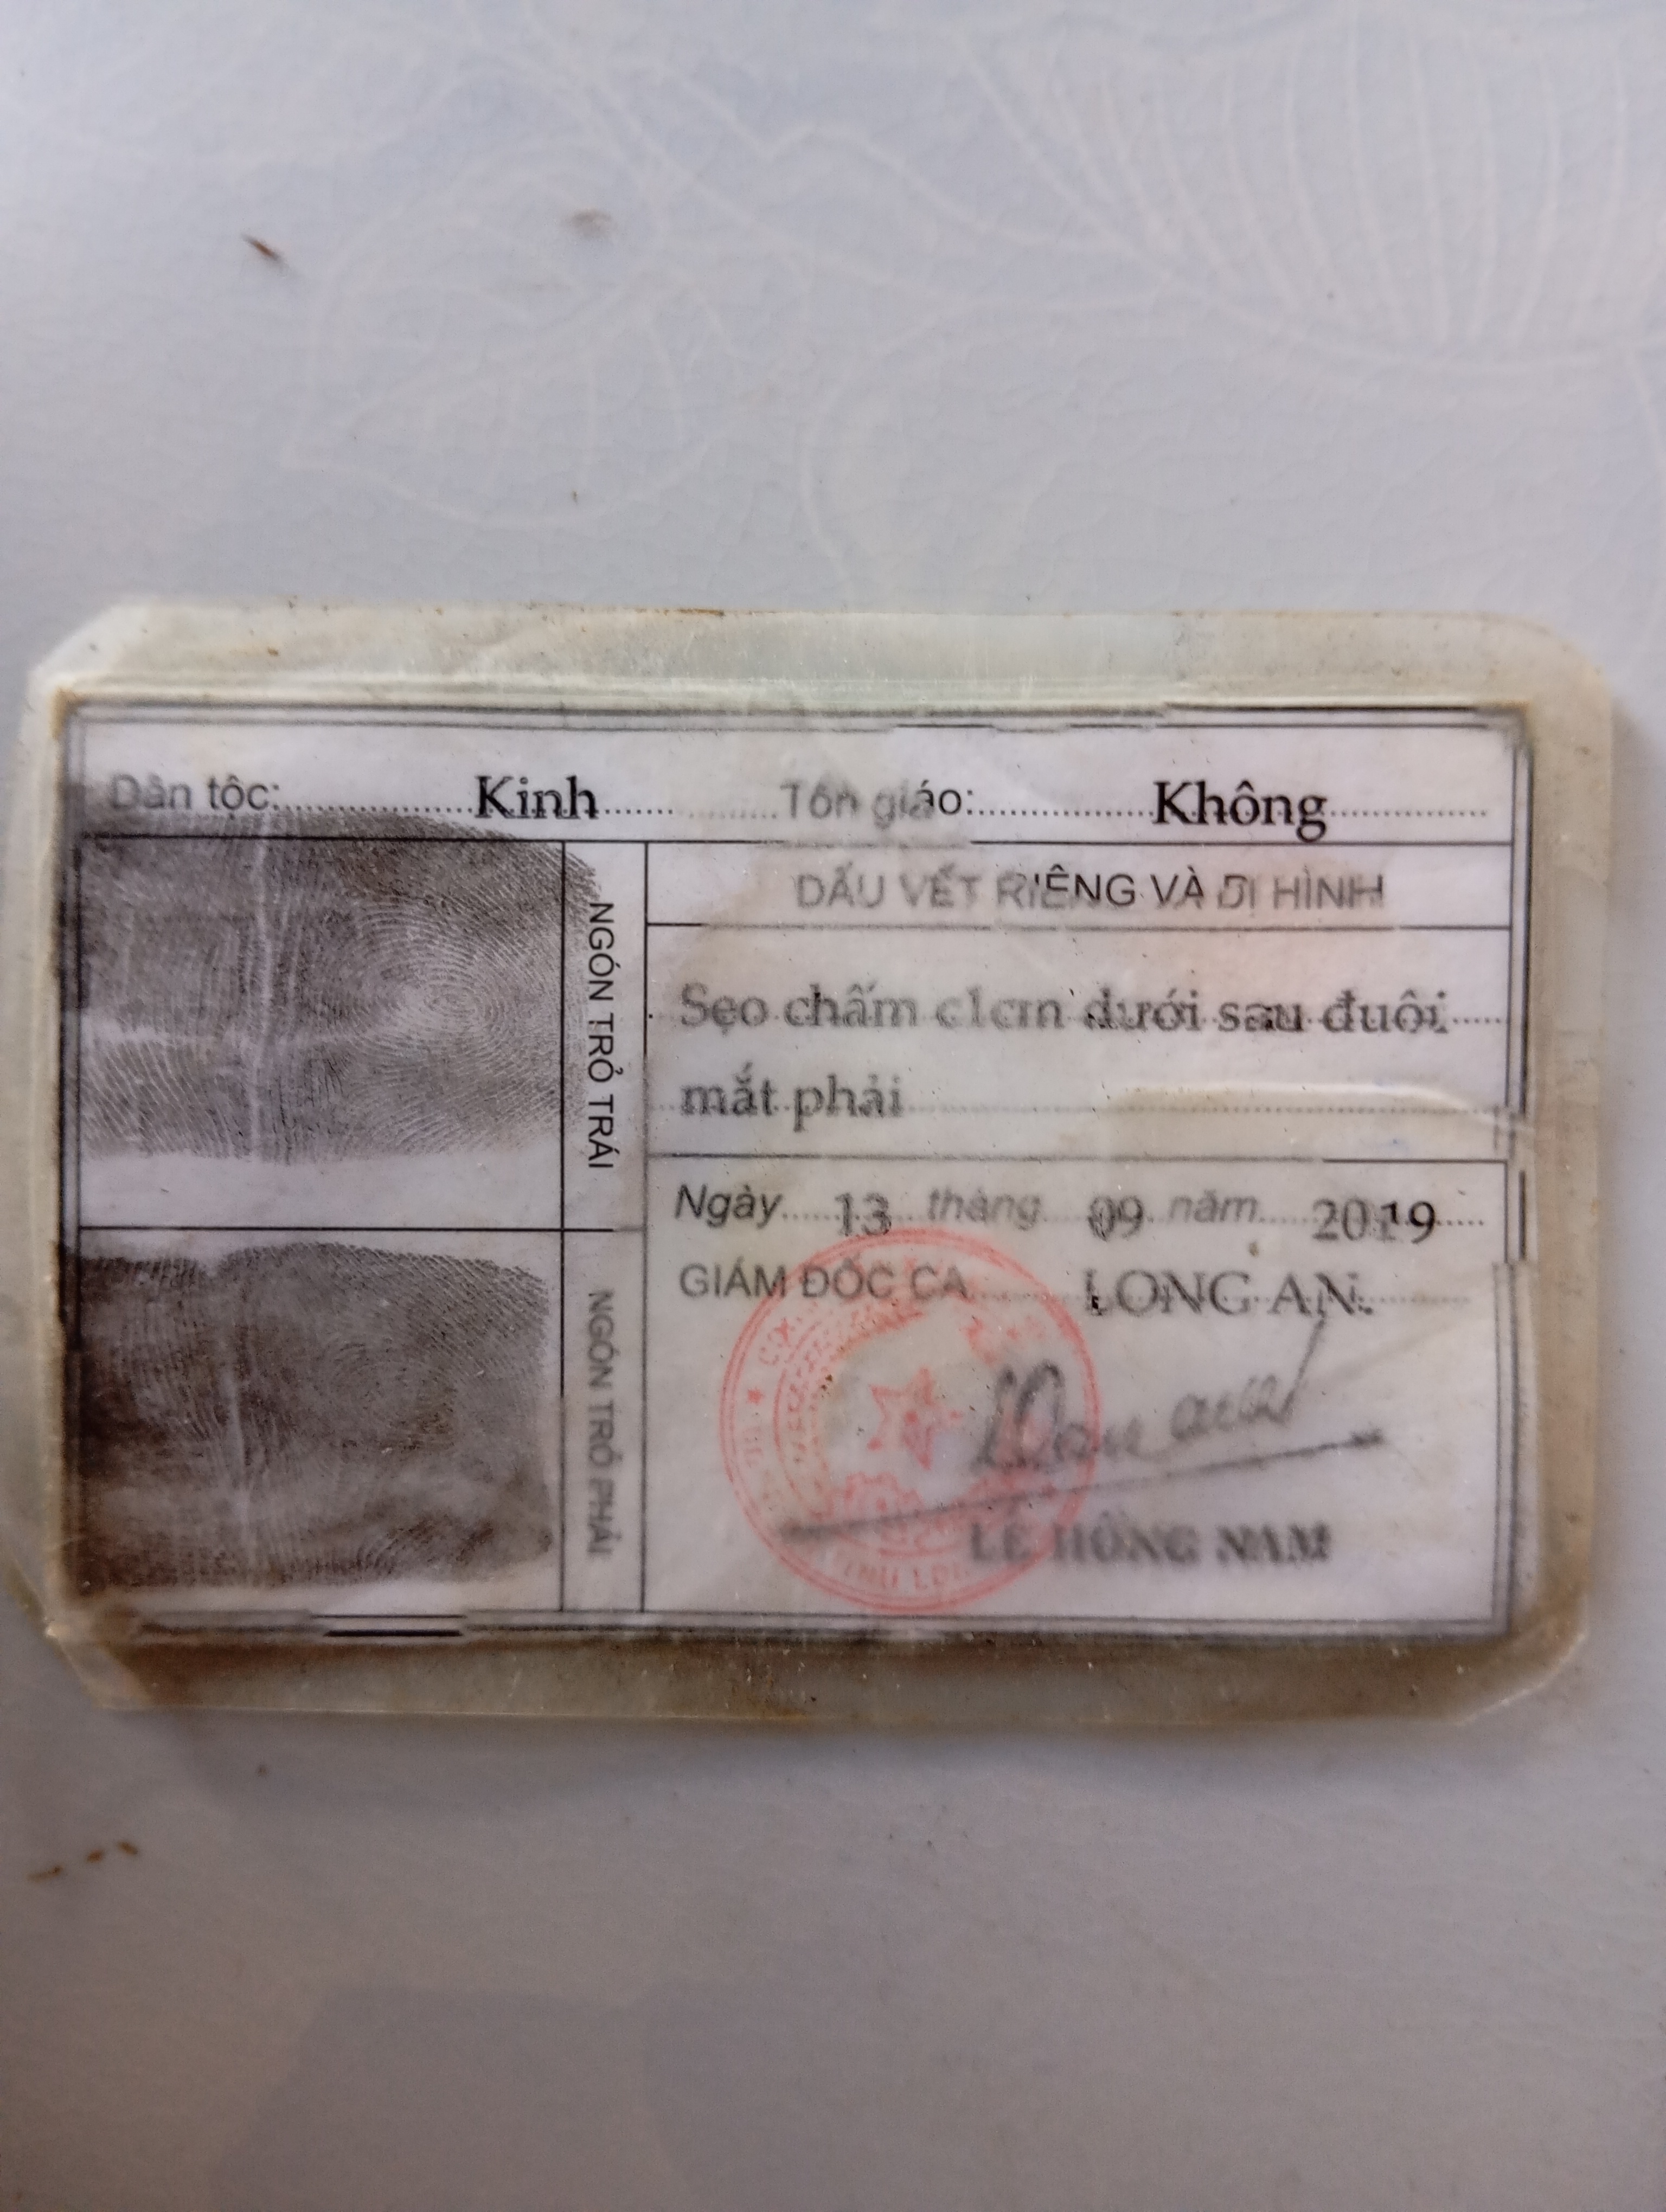 Dân tộc: Kinh Tôn giáo: Không
NGÓN TRỎ TRÁI
DẤU VẾT RIÊNG VÀ DỊ HÌNH
Sẹo chấm c1cm dưới sau đuôi
mắt phải
Ngày 13 tháng 09 năm 2019
GIÁM ĐỐC CA LONG AN.
NGÓN TRỎ PHẢI
LÊ HỒNG NAM